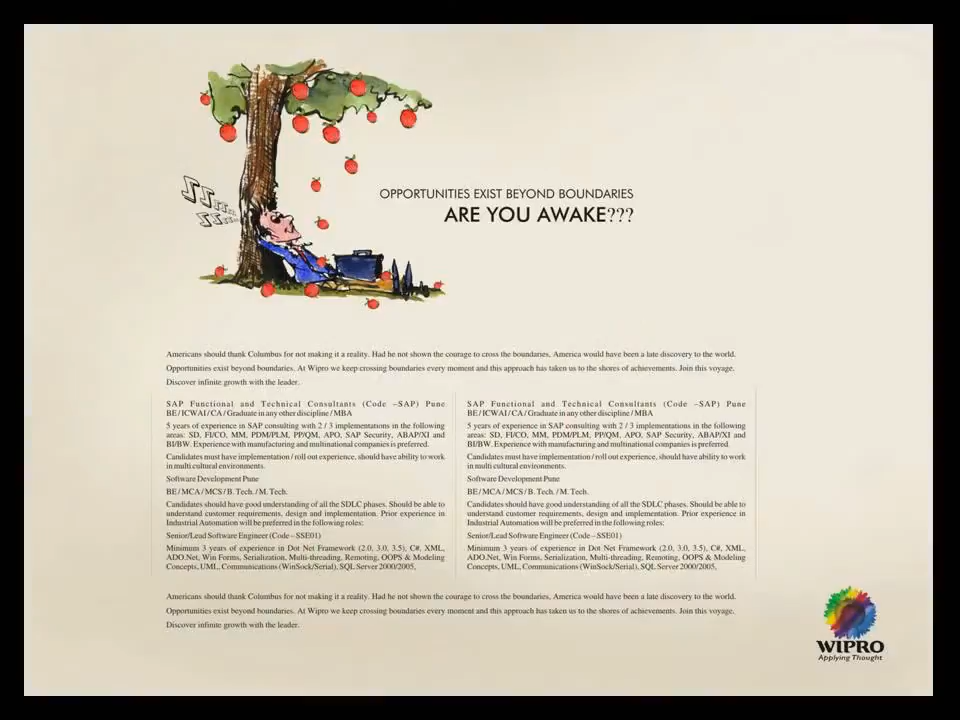 OPPORTUNITIES EXIST BEYOND BOUNDARIES
ARE YOU AWAKE???
Americans should thank Columbus for not making it a reality. Had he not shown the courage to cross the boundaries, America would have been a late discovery to the world.
Opportunities exist beyond boundaries. At Wipro we keep crossing boundaries every moment and this approach has taken us to the shores of achievements. Join this voyage.
Discover infinite growth with the leader.
SAP Functional and Technical Consultants (Code –SAP) Pune
BE / ICWAI / CA / Graduate in any other discipline / MBA
5 years of experience in SAP consulting with 2 / 3 implementations in the following
areas: SD, FI/CO, MM, PDM/PLM, PP/QM, APO, SAP Security, ABAP/XI and
BI/BW. Experience with manufacturing and multinational companies is preferred.
Candidates must have implementation / roll out experience, should have ability to work
in multi cultural environments.
Software Development Pune
BE / MCA / MCS / B. Tech. / M. Tech.
Candidates should have good understanding of all the SDLC phases. Should be able to
understand customer requirements, design and implementation. Prior experience in
Industrial Automation will be preferred in the following roles:
Senior/Lead Software Engineer (Code – SSE01)
Minimum 3 years of experience in Dot Net Framework (2.0, 3.0, 3.5), C#, XML,
ADO.Net, Win Forms, Serialization, Multi-threading, Remoting, OOPS & Modeling
Concepts, UML, Communications (WinSock/Serial), SQL Server 2000/2005,
SAP Functional and Technical Consultants (Code –SAP) Pune
BE / ICWAI / CA / Graduate in any other discipline / MBA
5 years of experience in SAP consulting with 2 / 3 implementations in the following
areas: SD, FI/CO, MM, PDM/PLM, PP/QM, APO, SAP Security, ABAP/XI and
BI/BW. Experience with manufacturing and multinational companies is preferred.
Candidates must have implementation / roll out experience, should have ability to work
in multi cultural environments.
Software Development Pune
BE / MCA / MCS / B. Tech. / M. Tech.
Candidates should have good understanding of all the SDLC phases. Should be able to
understand customer requirements, design and implementation. Prior experience in
Industrial Automation will be preferred in the following roles:
Senior/Lead Software Engineer (Code – SSE01)
Minimum 3 years of experience in Dot Net Framework (2.0, 3.0, 3.5), C#, XML,
ADO.Net, Win Forms, Serialization, Multi-threading, Remoting, OOPS & Modeling
Concepts, UML, Communications (WinSock/Serial), SQL Server 2000/2005,
Americans should thank Columbus for not making it a reality. Had he not shown the courage to cross the boundaries, America would have been a late discovery to the world.
Opportunities exist beyond boundaries. At Wipro we keep crossing boundaries every moment and this approach has taken us to the shores of achievements. Join this voyage.
Discover infinite growth with the leader.
WIPRO
Applying Thought